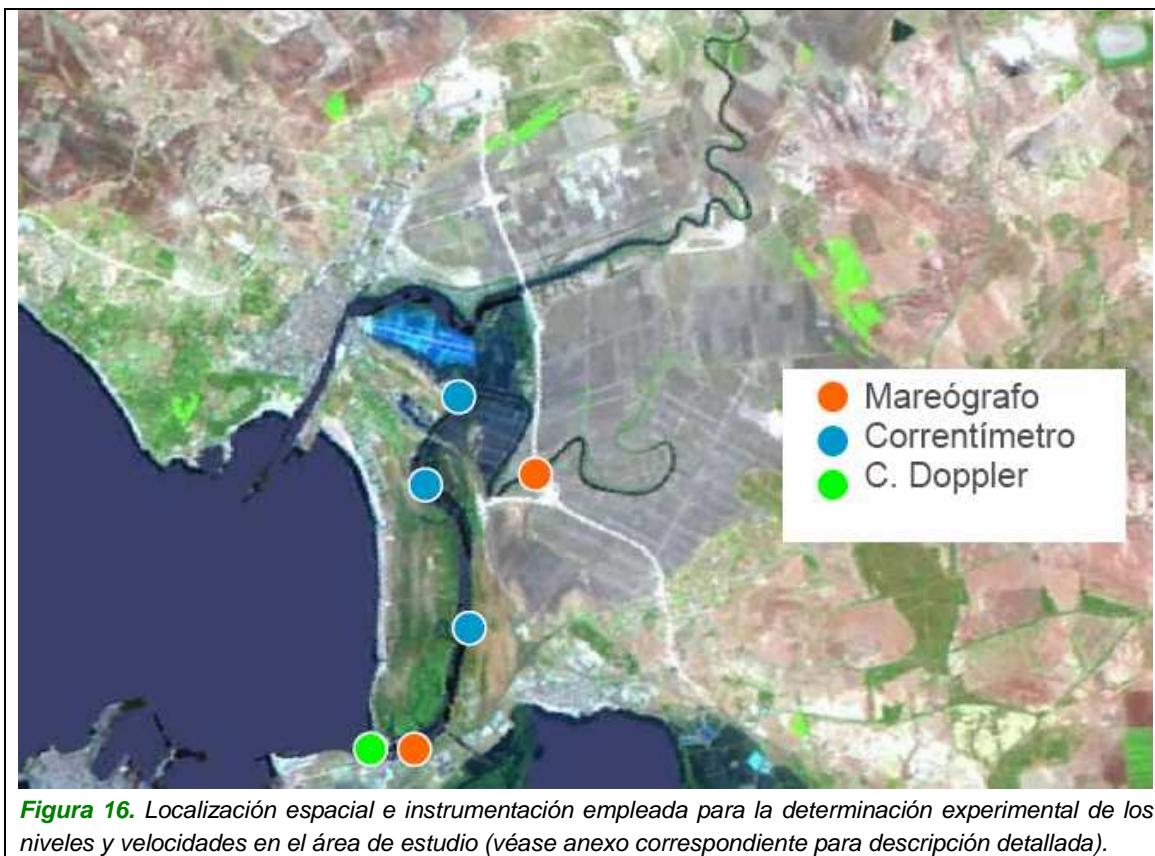 Mareógrafo
Correntímetro
C. Doppler
Figura 16. Localización espacial e instrumentación empleada para la determinación experimental de los
niveles y velocidades en el área de estudio (véase anexo correspondiente para descripción detallada).